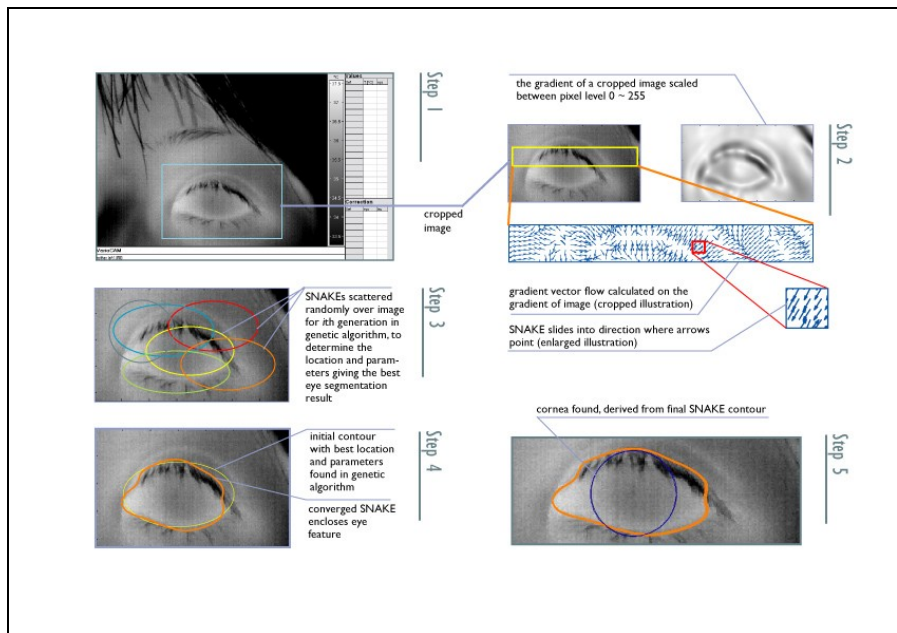 Step 1
Values
Correction
cropped
image
the gradient of a cropped image scaled
between pixel level 0 ~ 255
Step 2
gradient vector flow calculated on the
gradient of image (cropped illustration)
SNAKE slides into direction where arrows
point (enlarged illustration)
SNAKEs scattered
randomly over image
for ith generation in
genetic algorithm, to
determine the
location and param-
eters giving the best
eye segmentation
result
Step 3
initial contour
with best location
and parameters
found in genetic
algorithm
converged SNAKE
encloses eye
feature
Step 4
cornea found, derived from final SNAKE contour
Step 5